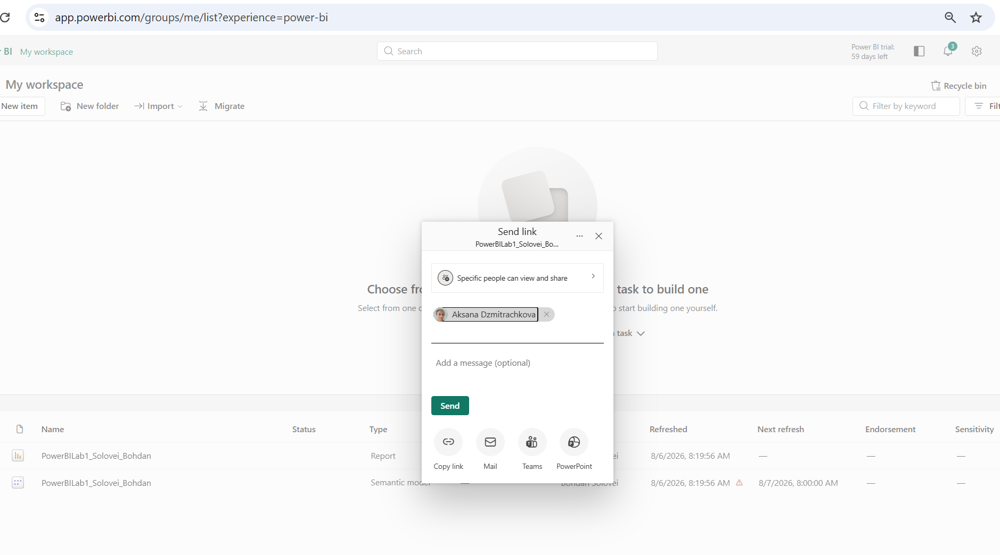 app.powerbi.com/groups/me/list?experience=power-bi
BI My workspace
Search
Power BI trial:
59 days left
3
My workspace
Recycle bin
New item
New folder
Import
Migrate
Filter by keyword
Filt
Send link
PowerBILab1_Solovei_Bo...
Specific people can view and share
Choose fro
task to build one
Select from one o
start building one yourself.
Aksana Dzmitrachkova
task
Add a message (optional)
Send
Copy link
Mail
Teams
PowerPoint
Name Status Type Refreshed Next refresh Endorsement Sensitivity
PowerBILab1_Solovei_Bohdan Report ei 8/6/2026, 8:19:56 AM — — —
PowerBILab1_Solovei_Bohdan Semantic model — Bohdan Solovei 8/6/2026, 8:19:56 AM 8/7/2026, 8:00:00 AM — —